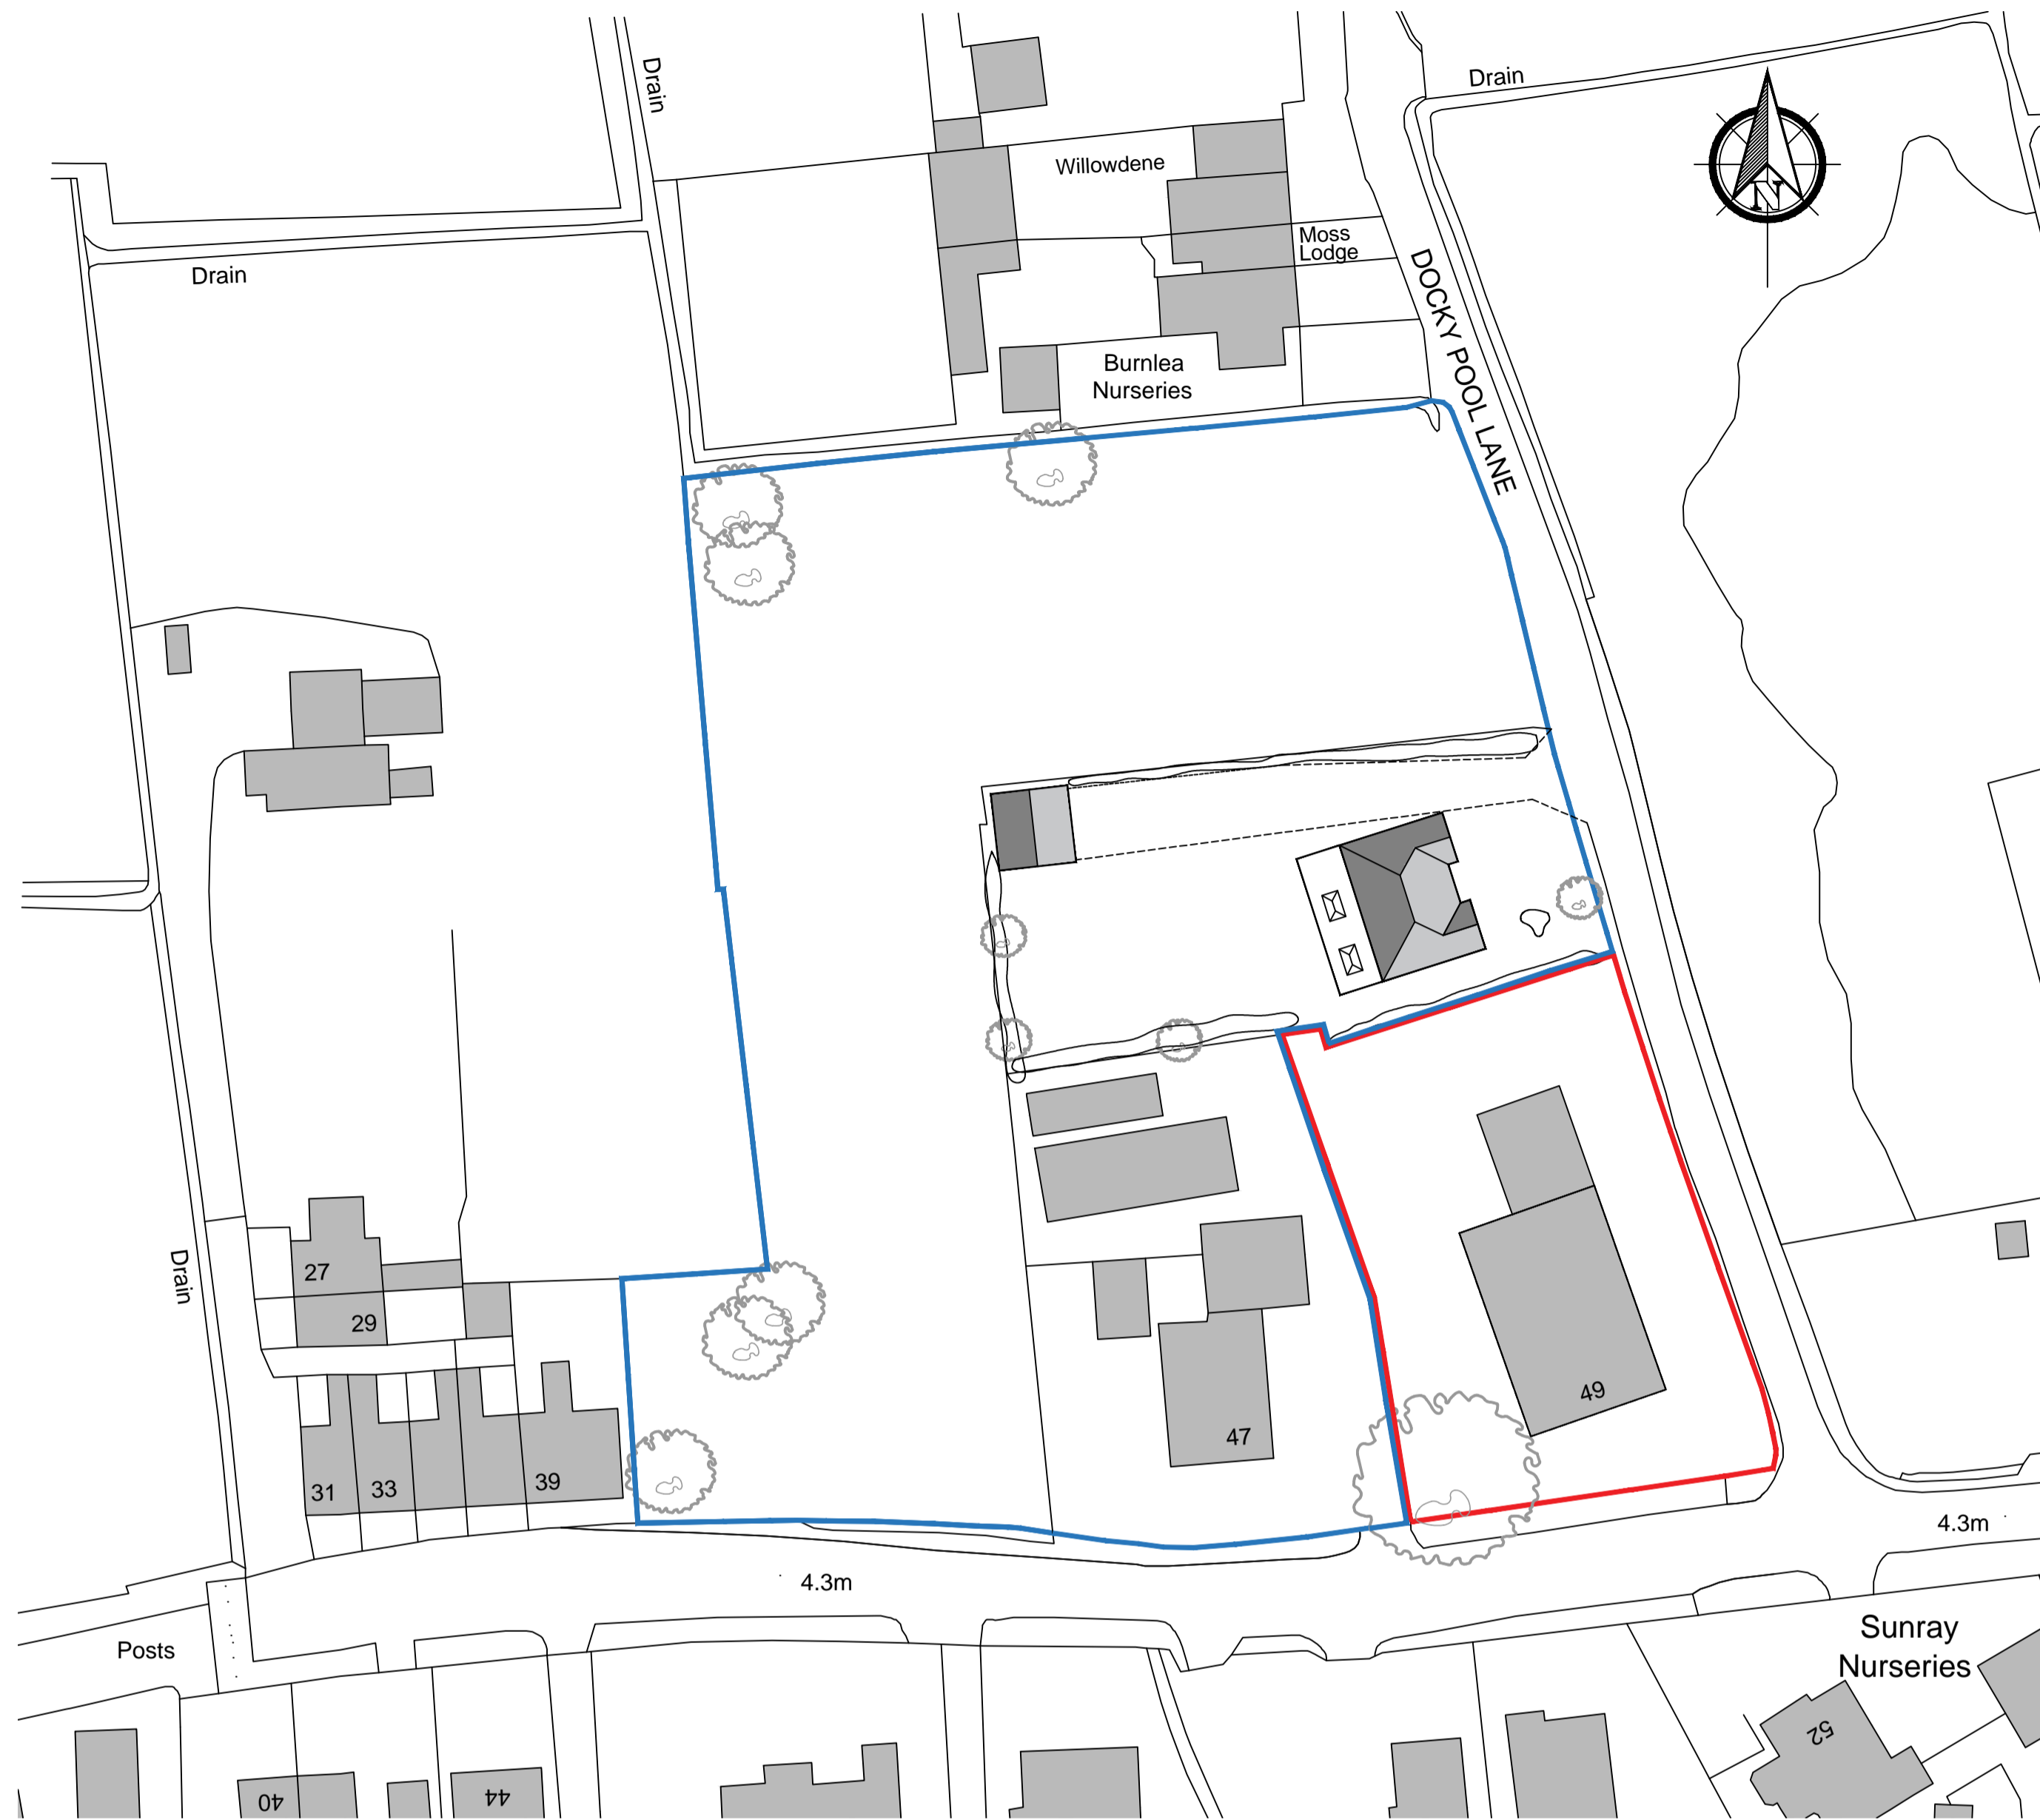 Drain
Drain
Willowdene
N
Moss
Lodge
Drain
DOCKY POOL LANE
Burnlea
Nurseries
27
Drain
29
49
47
39
33
31
4.3m
4.3m
Posts
Sunray
Nurseries
52
40
44